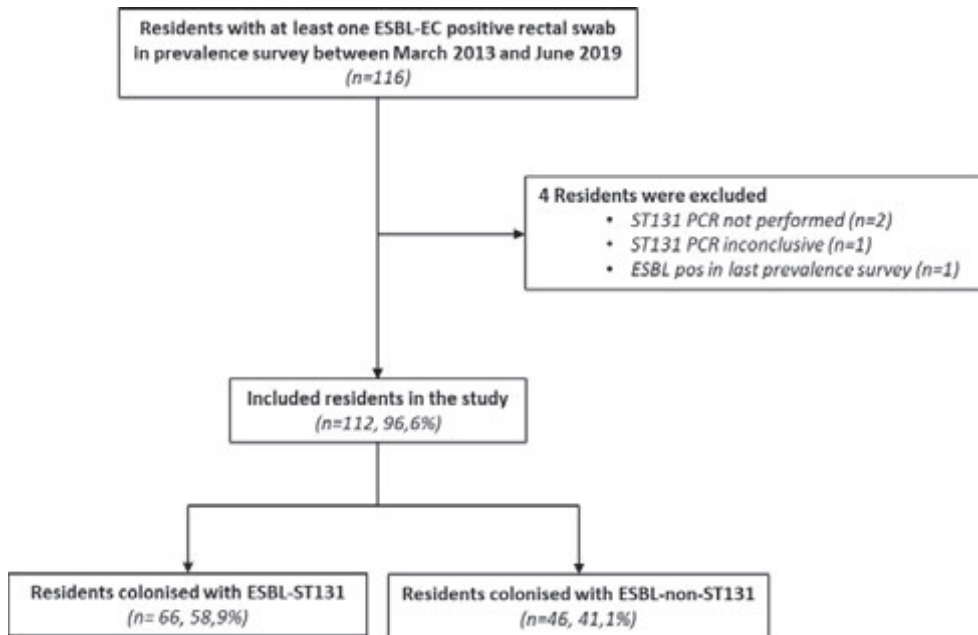 Residents with at least one ESBL-EC positive rectal swab
in prevalence survey between March 2013 and June 2019
(n=116)
4 Residents were excluded
• ST131 PCR not performed (n=2)
• ST131 PCR inconclusive (n=1)
• ESBL pos in last prevalence survey (n=1)
Included residents in the study
(n=112, 96,6%)
Residents colonised with ESBL-ST131
(n= 66, 58,9%)
Residents colonised with ESBL-non-ST131
(n=46, 41,1%)